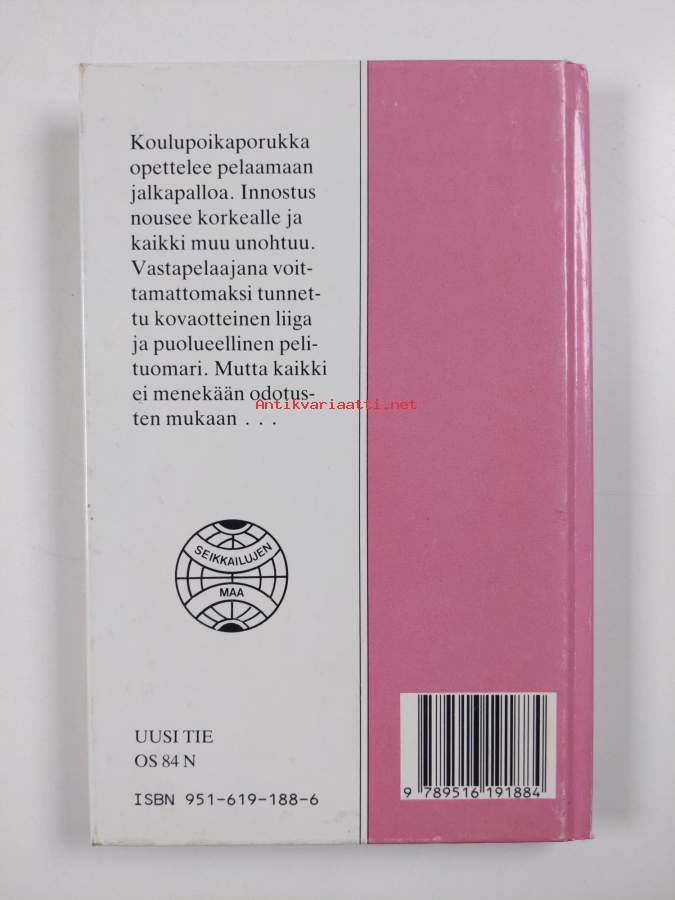 Koulupoikaporukka
opettelee pelaamaan
jalkapalloa. Innostus
nousee korkealle ja
kaikki muu unohtuu.
Vastapelaajana voit-
tamattomaksi tunnet-
tu kovaotteinen liiga
ja puolueellinen peli-
tuomari. Mutta kaikki
ei menekään odotus-
ten mukaan . . .
Antikvariaatti.net
SEIKKAILUJEN
MAA
UUSI TIE
OS 84 N
ISBN 951-619-188-6
9 789516 191884